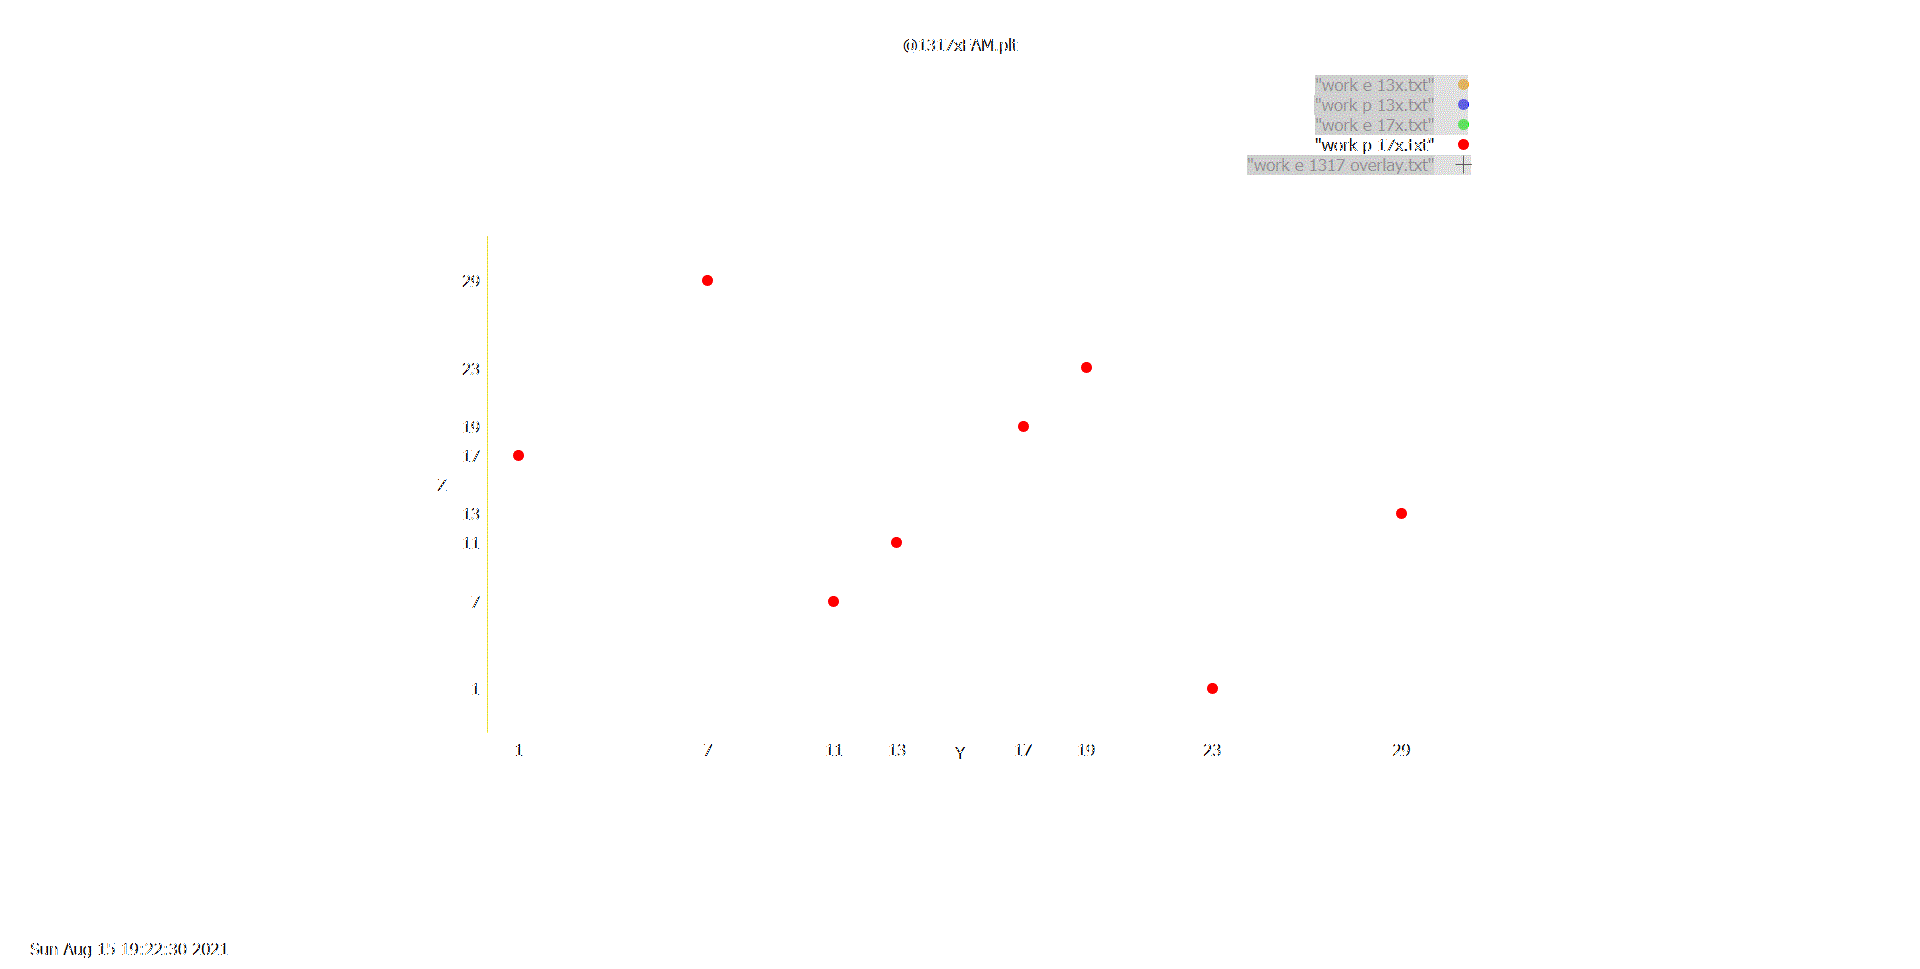 @1317xFAM.plt
"work e 13x.txt"
"work p 13x.txt"
"work e 17x.txt"
"work p 17x.txt"
"work e 1317 overlay.txt"
29
23
19
17
Z
13
11
7
1
1 7 11 13 Y 17 19 23 29
Sun Aug 15 19:22:30 2021